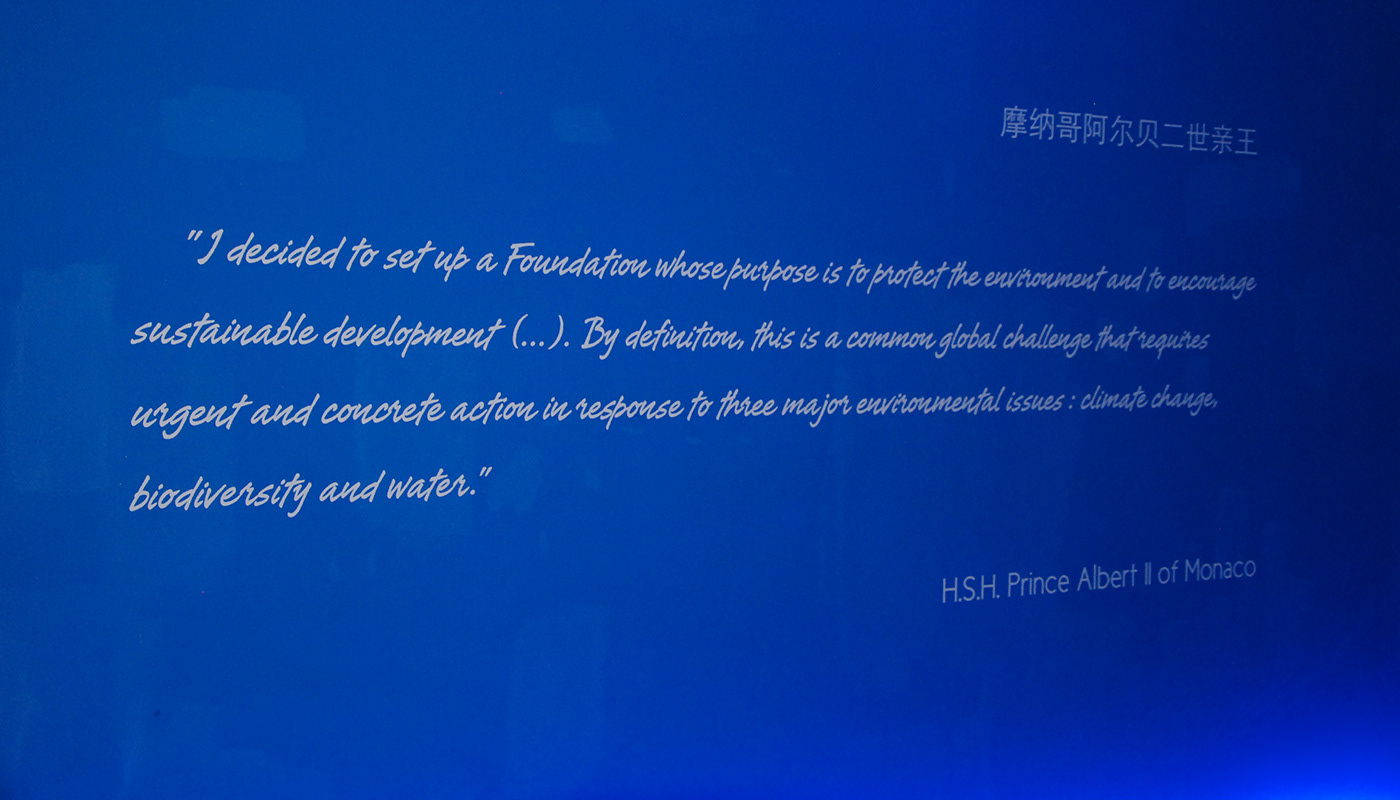 摩纳哥阿尔贝二世亲王
"I decided to set up a Foundation whose purpose is to protect the environment and to encourage
sustainable development (...). By definition, this is a common global challenge that requires
urgent and concrete action in response to three major environmental issues : climate change,
biodiversity and water."
H.S.H. Prince Albert II of Monaco